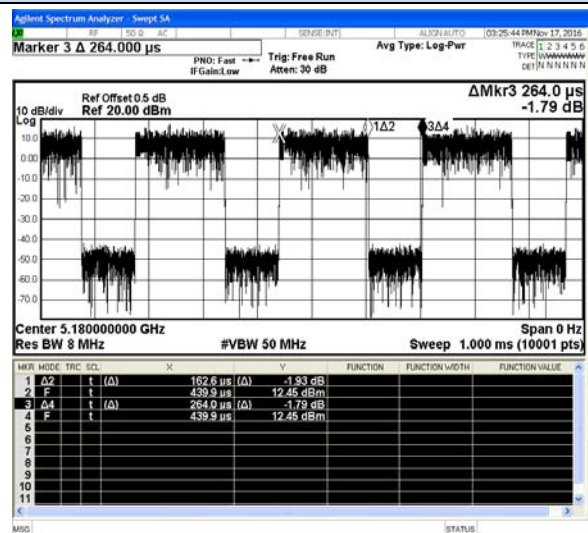 Agilent Spectrum Analyzer - Swept SA
RF 50 Ω AC SENSE:INT ALIGN AUTO 03:25:44 PM Nov 17, 2016
Marker 3 Δ 264.000 µs
PNO: Fast Trig: Free Run Avg Type: Log-Pwr TRACE 1 2 3 4 5 6
IFGain:Low Atten: 30 dB TYPE
DET N N N N N N
ΔMkr3 264.0 µs
-1.79 dB
Ref Offset 0.5 dB
10 dB/div Ref 20.00 dBm
Log
1Δ2 3Δ4
10.0
0.00
-10.0
-20.0
-30.0
-40.0
-50.0
-60.0
-70.0
Center 5.180000000 GHz Span 0 Hz
Res BW 8 MHz #VBW 50 MHz Sweep 1.000 ms (10001 pts)
MKR MODE TRC SCL X Y FUNCTION FUNCTION WIDTH FUNCTION VALUE
1 Δ2 t (Δ) 162.6 µs (Δ) -1.93 dB
2 F t 439.9 µs 12.45 dBm
3 Δ4 t (Δ) 264.0 µs (Δ) -1.79 dB
4 F t 439.9 µs 12.45 dBm
5
6
7
8
9
10
11
MSG STATUS